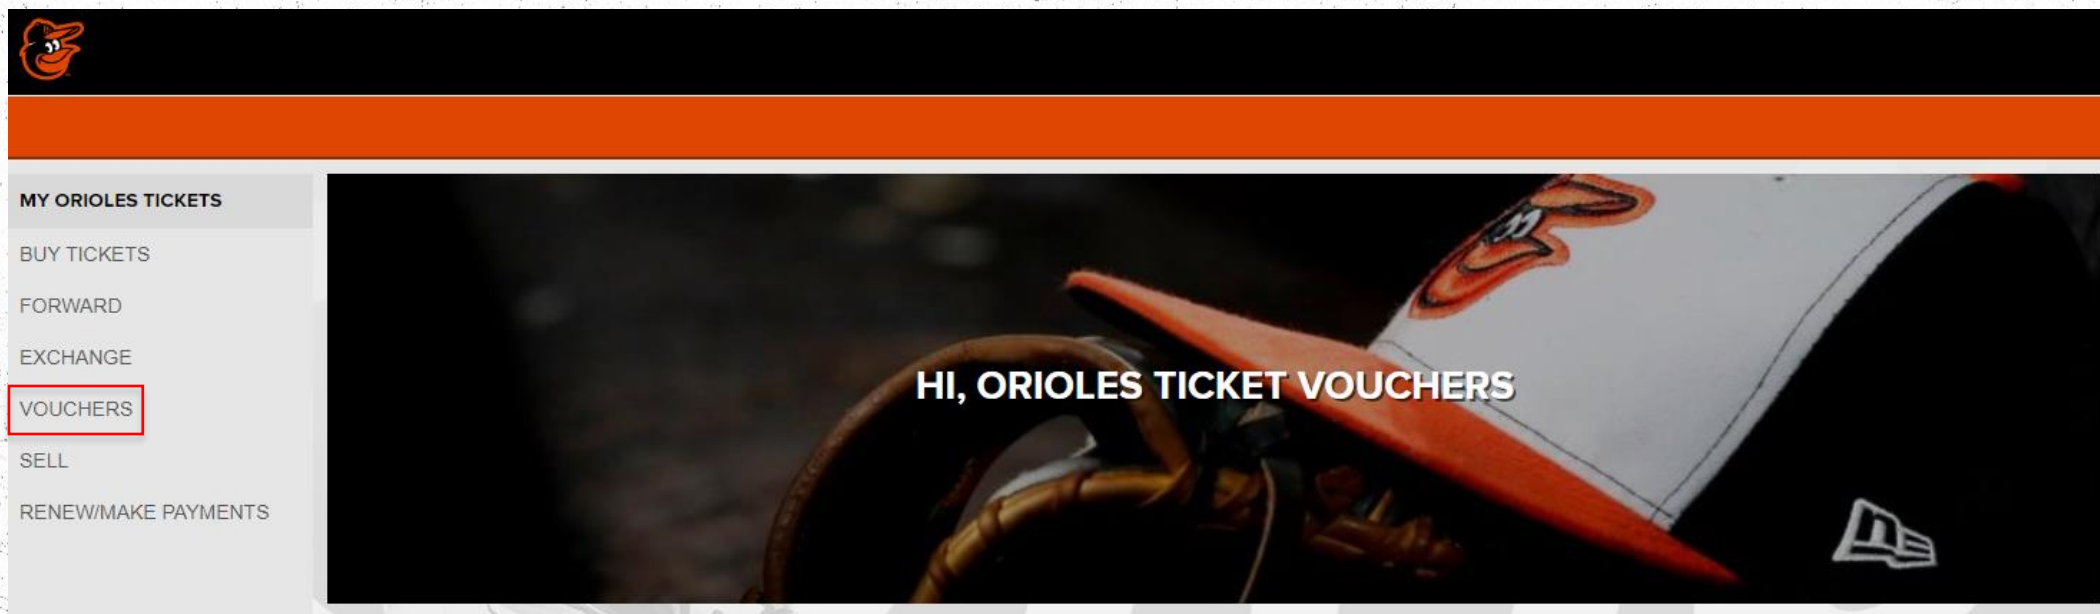 MY ORIOLES TICKETS
BUY TICKETS
FORWARD
EXCHANGE
VOUCHERS
SELL
RENEW/MAKE PAYMENTS
HI, ORIOLES TICKET VOUCHERS